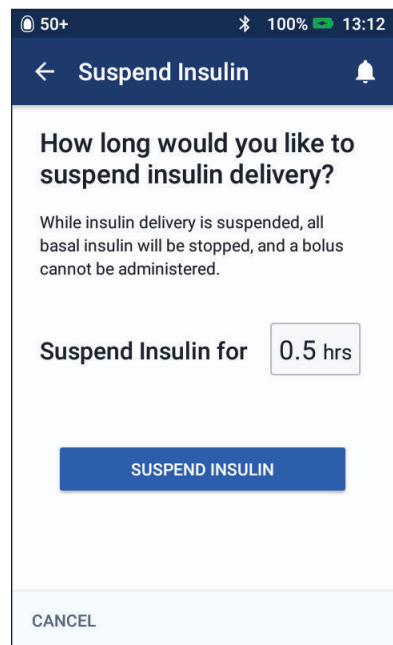 50+ 100% 13:12
Suspend Insulin
How long would you like to
suspend insulin delivery?
While insulin delivery is suspended, all
basal insulin will be stopped, and a bolus
cannot be administered.
Suspend Insulin for 0.5 hrs
SUSPEND INSULIN
CANCEL